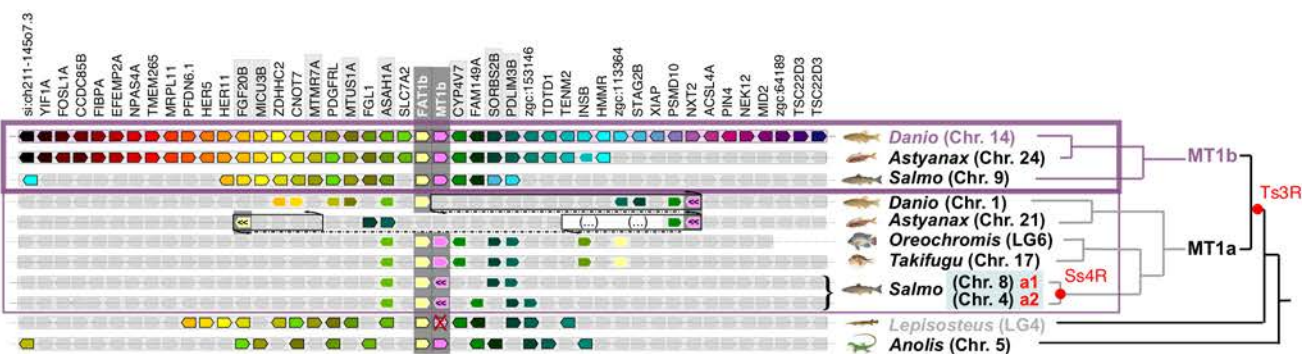 si:ch211-145o7.3
YIF1A
FOSL1A
CCDC85B
FIBPA
EFEMP2A
NPAS4A
TMEM265
MRPL11
PFDN6.1
HER5
HER11
FGF20B
MICU3B
ZDHHC2
CNOT7
MTMR7A
PDGFRL
MTUS1A
FGL1
ASAH1A
SLC7A2
FAT1b
MT1b
CYP4V7
FAM149A
SORBS2B
PDLIM3B
zgc:153146
TDTD1
TENM2
INSB
HMMR
zgc:113364
STAG2B
XIAP
PSMD10
NXT2
ACSL4A
PIN4
NEK12
MID2
zgc:64189
TSC22D3
TSC22D3
Danio (Chr. 14)
Astyanax (Chr. 24)
Salmo (Chr. 9)
Danio (Chr. 1)
Astyanax (Chr. 21)
(...) (...)
Oreochromis (LG6)
Takifugu (Chr. 17)
Salmo (Chr. 8) a1
(Chr. 4) a2
Lepisosteus (LG4)
Anolis (Chr. 5)
MT1b
Ts3R
MT1a
Ss4R